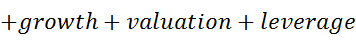 +growth + valuation + leverage